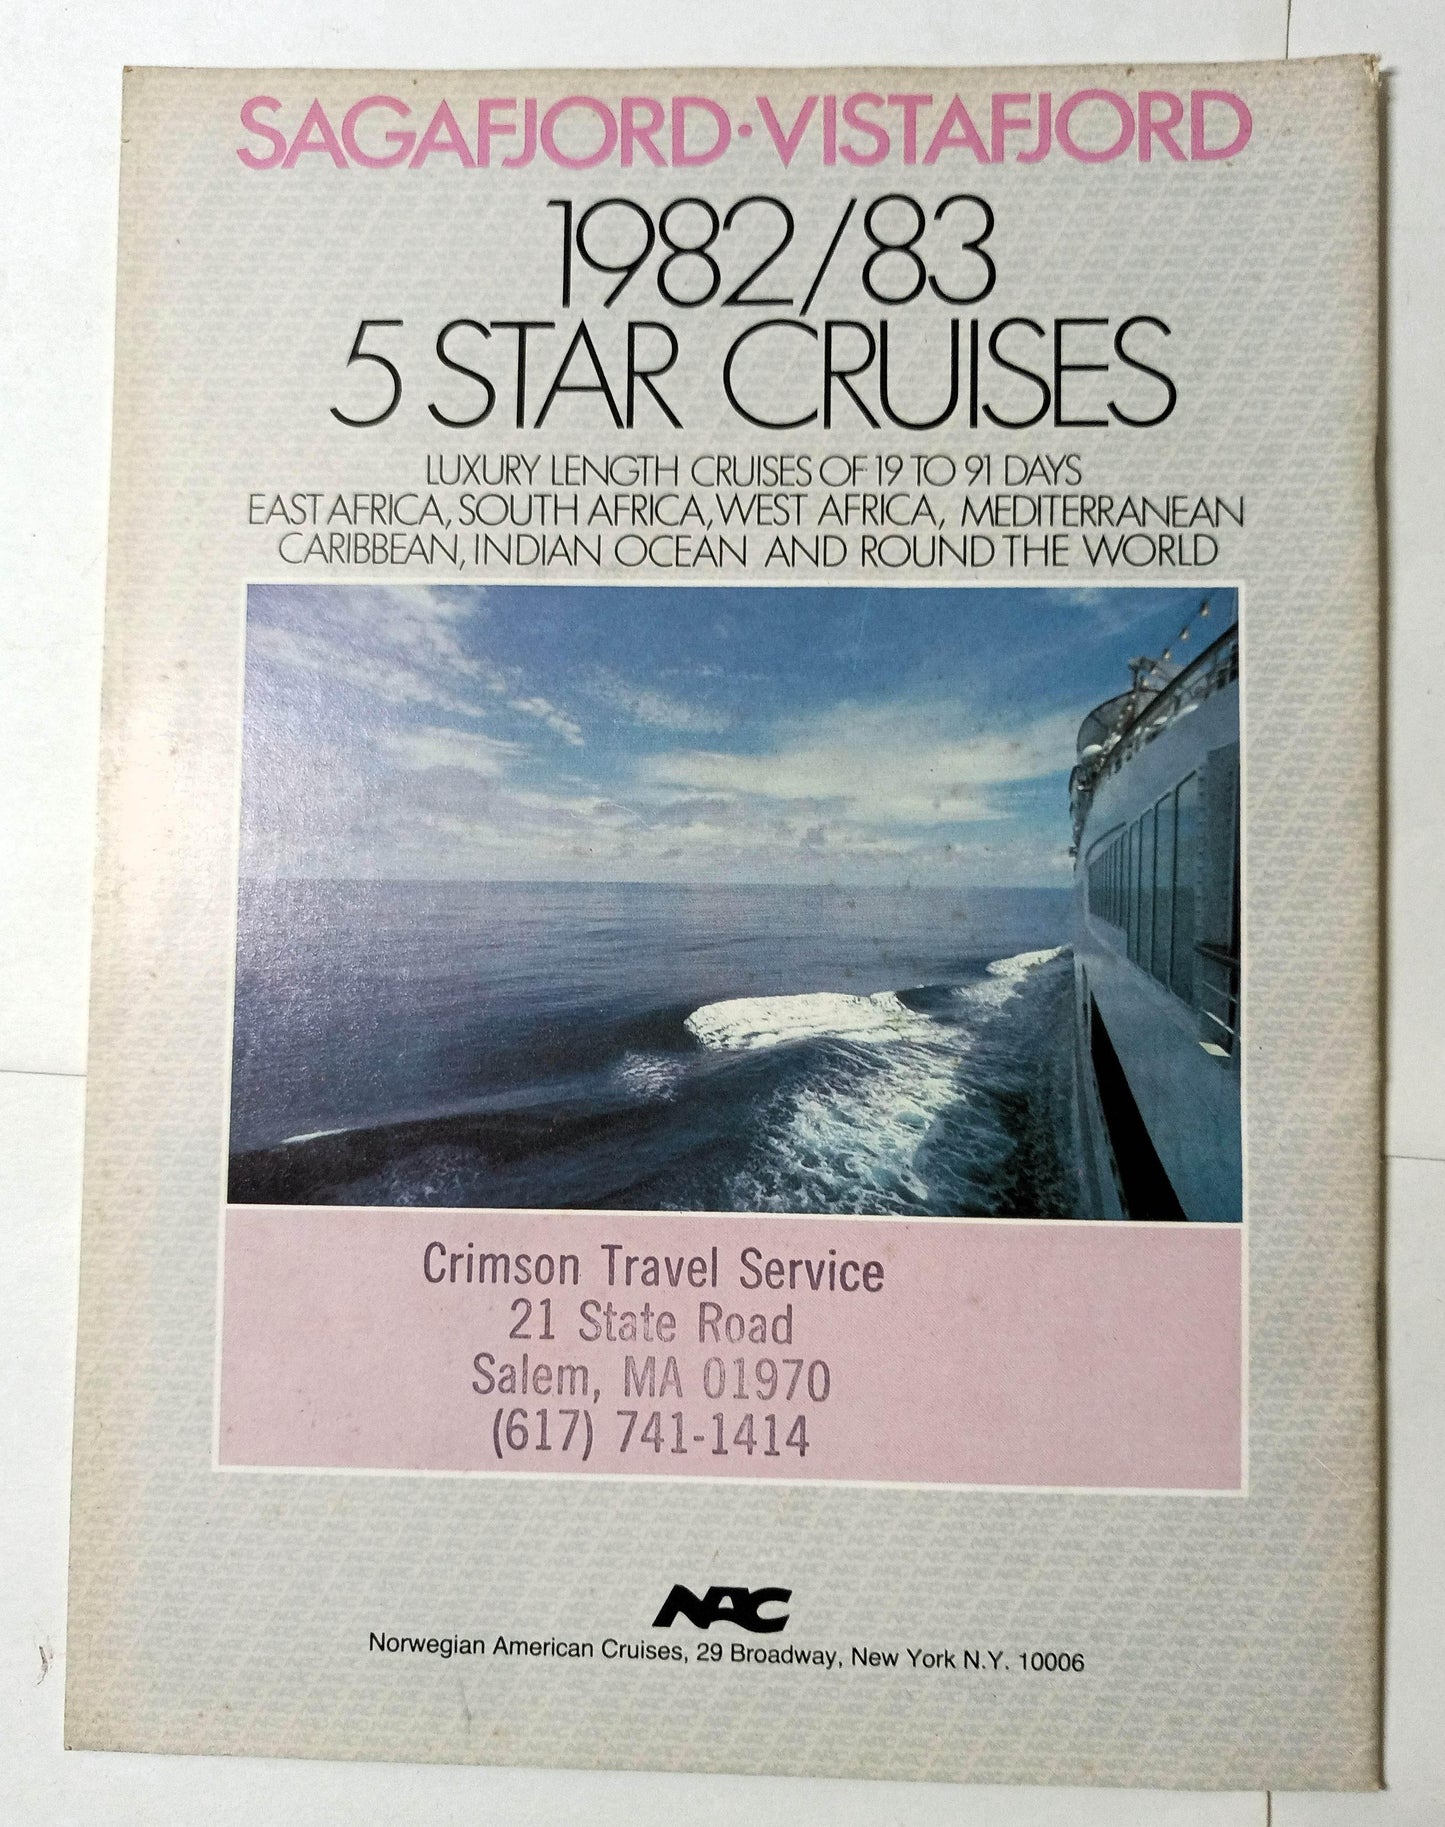 SAGAFJORD·VISTAFJORD
1982/83
5 STAR CRUISES
LUXURY LENGTH CRUISES OF 19 TO 91 DAYS
EAST AFRICA, SOUTH AFRICA, WEST AFRICA, MEDITERRANEAN
CARIBBEAN, INDIAN OCEAN AND ROUND THE WORLD
Crimson Travel Service
21 State Road
Salem, MA 01970
(617) 741-1414
NAC
Norwegian American Cruises, 29 Broadway, New York N.Y. 10006